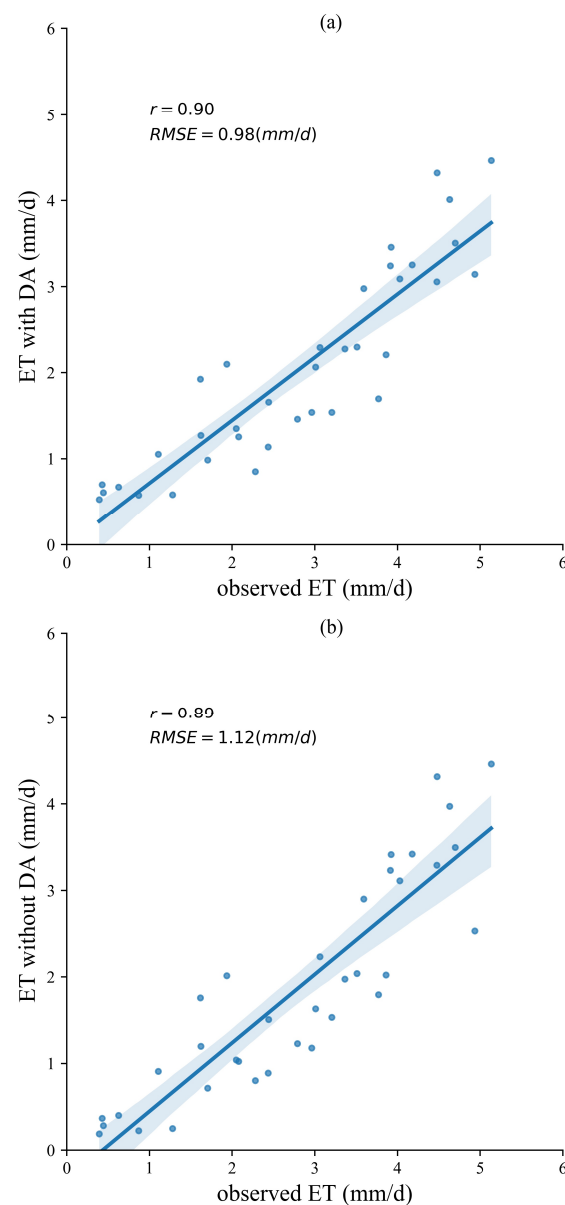 (a)
6
5
r = 0.90
RMSE = 0.98(mm/d)
4
ET with DA (mm/d)
3
2
1
0
0 1 2 3 4 5 6
observed ET (mm/d)
(b)
6
5
r = 0.89
RMSE = 1.12(mm/d)
4
ET without DA (mm/d)
3
2
1
0
0 1 2 3 4 5 6
observed ET (mm/d)